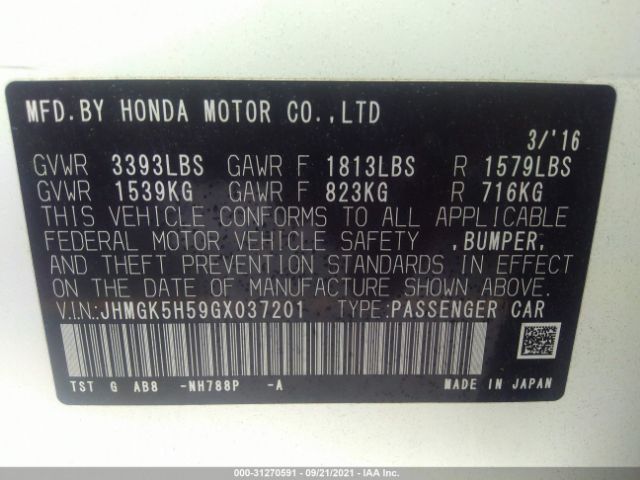 MFD.BY HONDA MOTOR CO.,LTD
3/'16
GVWR 3393LBS GAWR F 1813LBS R 1579LBS
GVWR 1539KG GAWR F 823KG R 716KG
THIS VEHICLE CONFORMS TO ALL APPLICABLE
FEDERAL MOTOR VEHICLE SAFETY ,BUMPER,
AND THEFT PREVENTION STANDARDS IN EFFECT
ON THE DATE OF MANUFACTURE SHOWN ABOVE.
V.IN:JHMGK5H59GX037201 TYPE:PASSENGER CAR
TST G AB8 -NH788P -A MADE IN JAPAN
000-31270591 - 09/21/2021 - IAAI.com